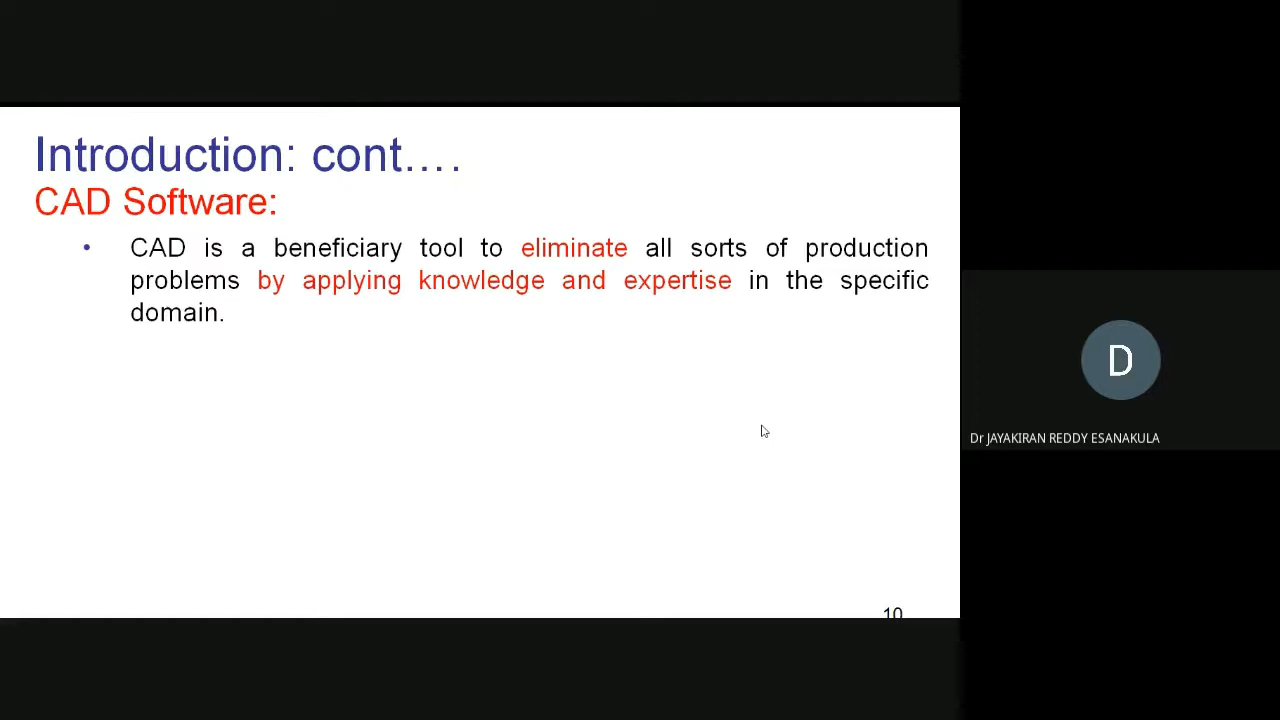 Introduction: cont….
CAD Software:
• CAD is a beneficiary tool to eliminate all sorts of production
problems by applying knowledge and expertise in the specific
domain.
10
D
Dr JAYAKIRAN REDDY ESANAKULA